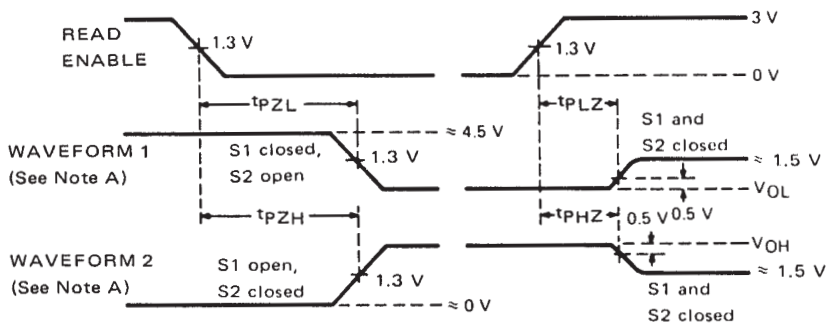 READ
ENABLE
1.3 V
1.3 V
3 V
0 V
tPZL
tPLZ
S1 and
S2 closed
≈ 4.5 V
WAVEFORM 1
(See Note A)
S1 closed,
S2 open
1.3 V
≈ 1.5 V
VOL
0.5 V
tPZH
tPHZ
0.5 V
VOH
WAVEFORM 2
(See Note A)
S1 open,
S2 closed
1.3 V
≈ 0 V
≈ 1.5 V
S1 and
S2 closed